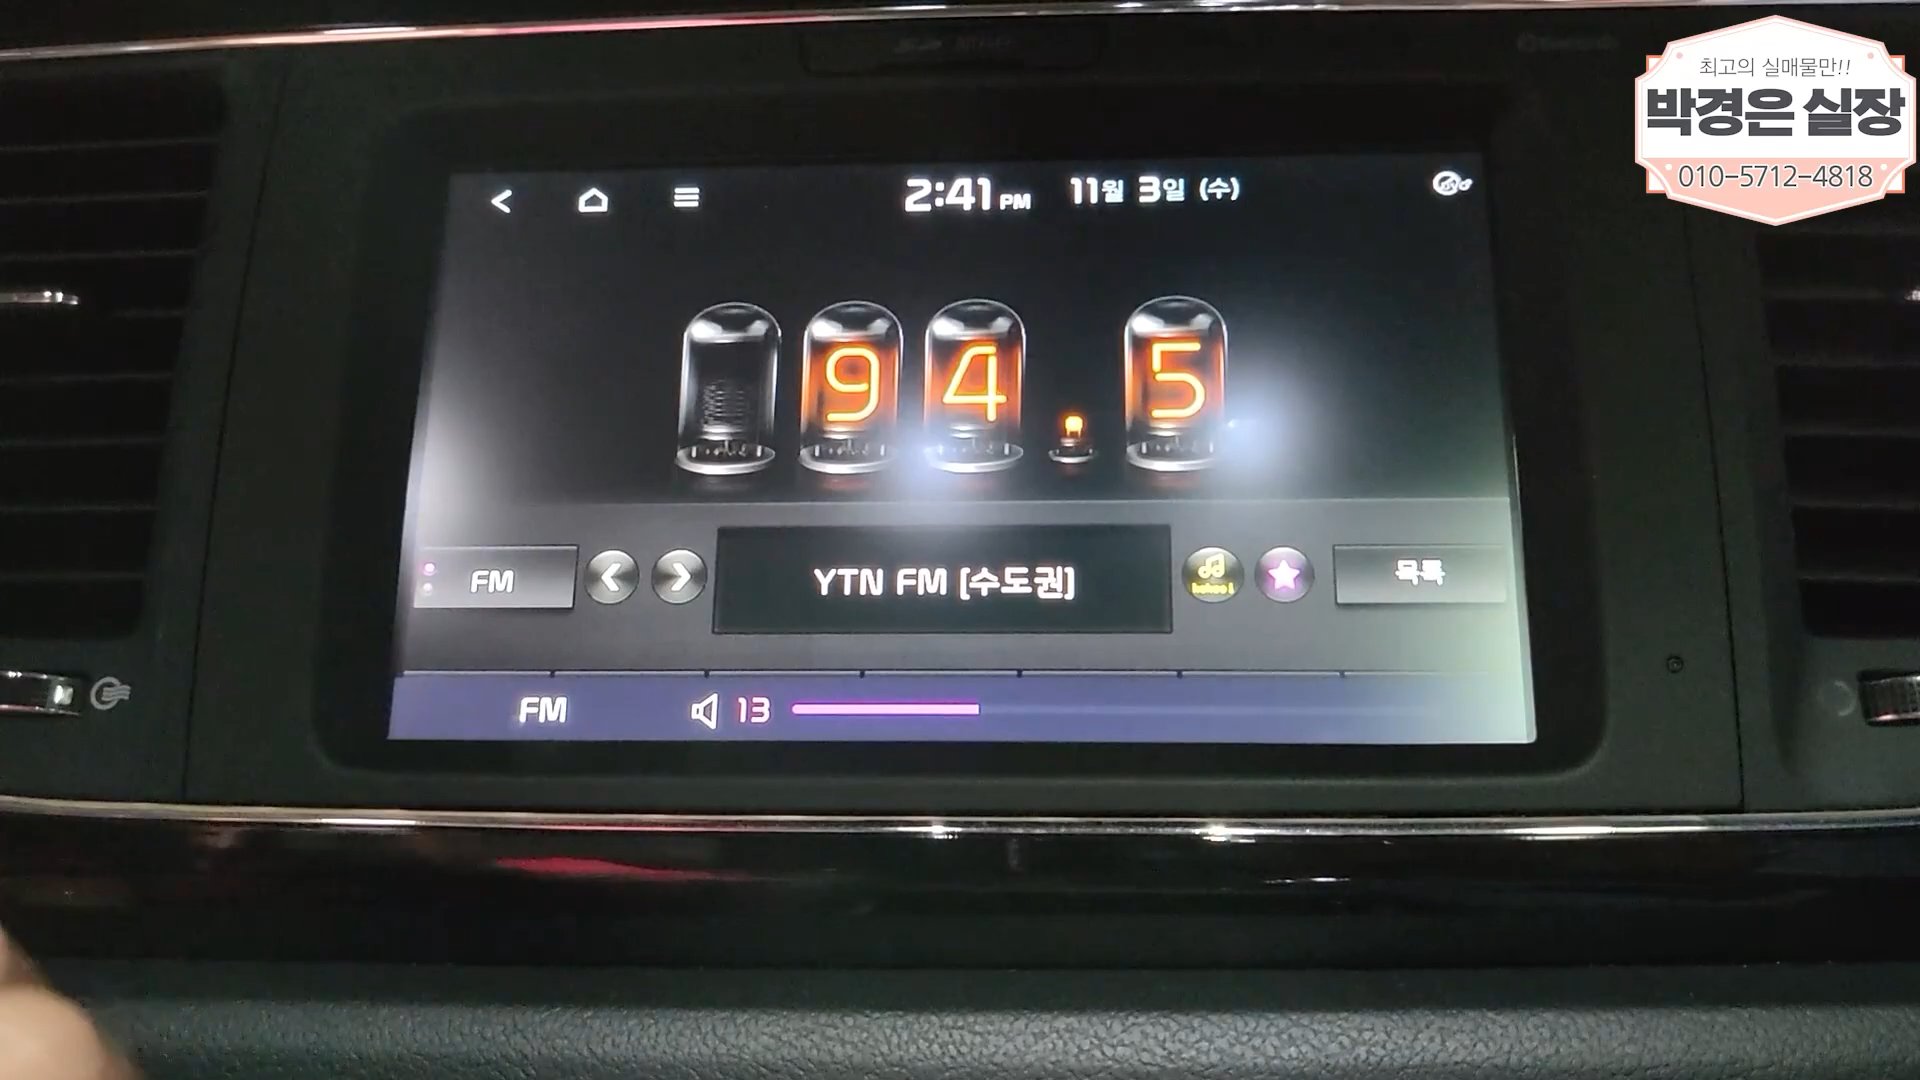 최고의 실매물만!!
박경은 실장
010-5712-4818
2:41 PM 11월 3일 (수)
94.5
FM
YTN FM [수도권]
목록
FM
13